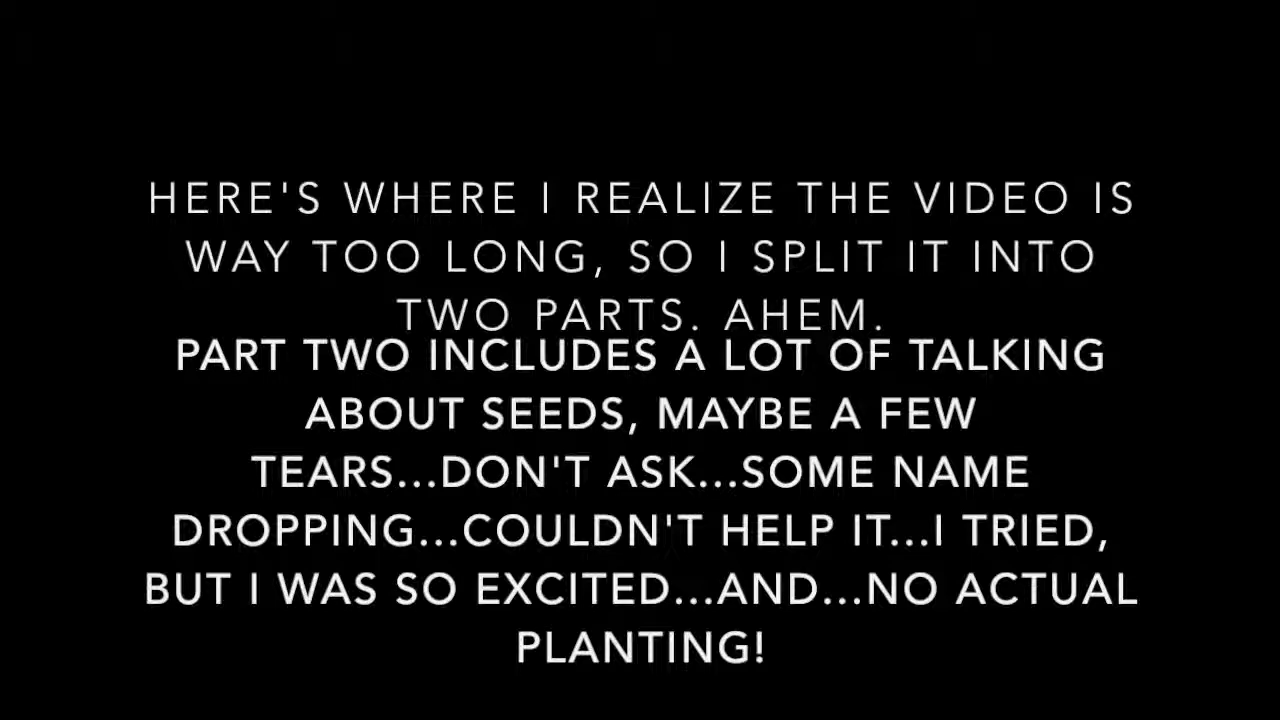 HERE'S WHERE I REALIZE THE VIDEO IS
WAY TOO LONG, SO I SPLIT IT INTO
TWO PARTS. AHEM.
PART TWO INCLUDES A LOT OF TALKING
ABOUT SEEDS, MAYBE A FEW
TEARS...DON'T ASK...SOME NAME
DROPPING...COULDN'T HELP IT...I TRIED,
BUT I WAS SO EXCITED...AND...NO ACTUAL
PLANTING!